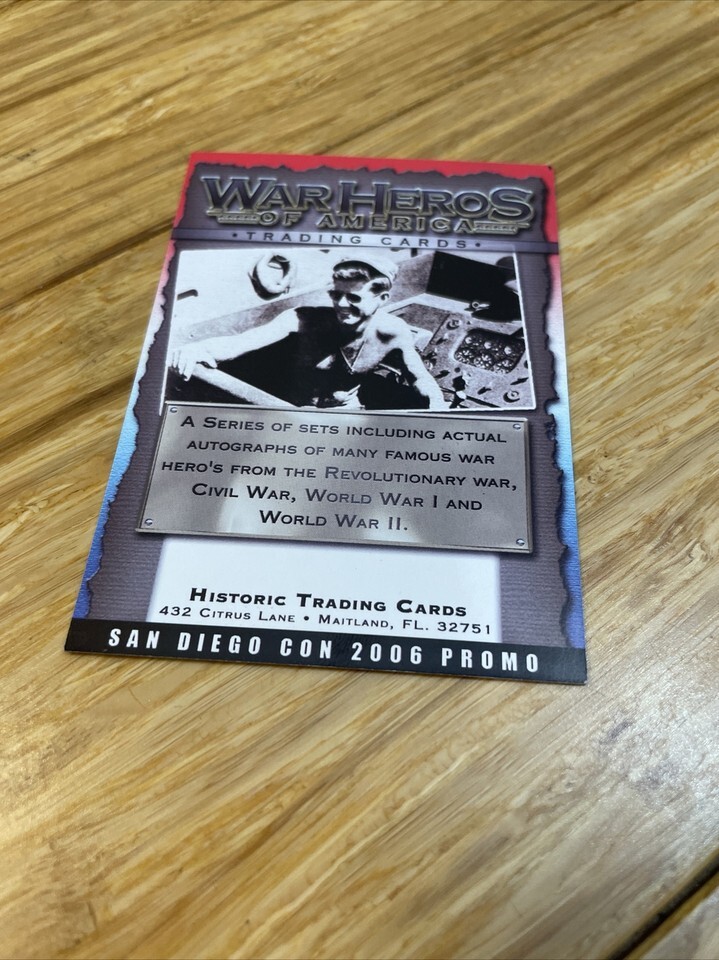 WAR HEROS
OF AMERICA
• TRADING CARDS •
A SERIES OF SETS INCLUDING ACTUAL
AUTOGRAPHS OF MANY FAMOUS WAR
HERO'S FROM THE REVOLUTIONARY WAR,
CIVIL WAR, WORLD WAR I AND
WORLD WAR II.
HISTORIC TRADING CARDS
432 CITRUS LANE • MAITLAND, FL. 32751
SAN DIEGO CON 2006 PROMO